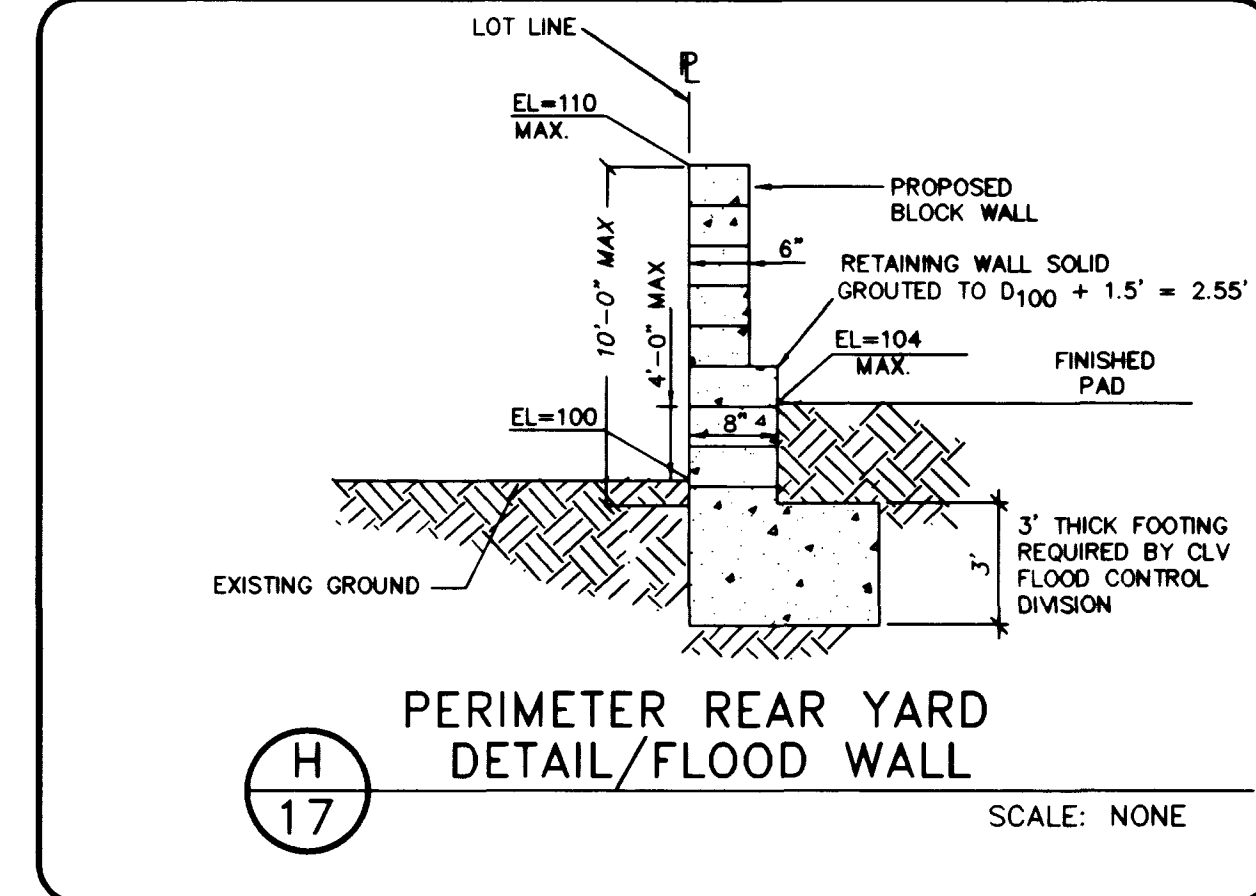 LOT LINE
PL
EL=110
MAX.
PROPOSED
BLOCK WALL
6"
10'-0" MAX
4'-0" MAX
RETAINING WALL SOLID
GROUTED TO D100 + 1.5' = 2.55'
EL=104
MAX.
FINISHED
PAD
EL=100
8"
3'
3' THICK FOOTING
REQUIRED BY CLV
FLOOD CONTROL
DIVISION
EXISTING GROUND
PERIMETER REAR YARD
DETAIL/FLOOD WALL
H
17
SCALE: NONE